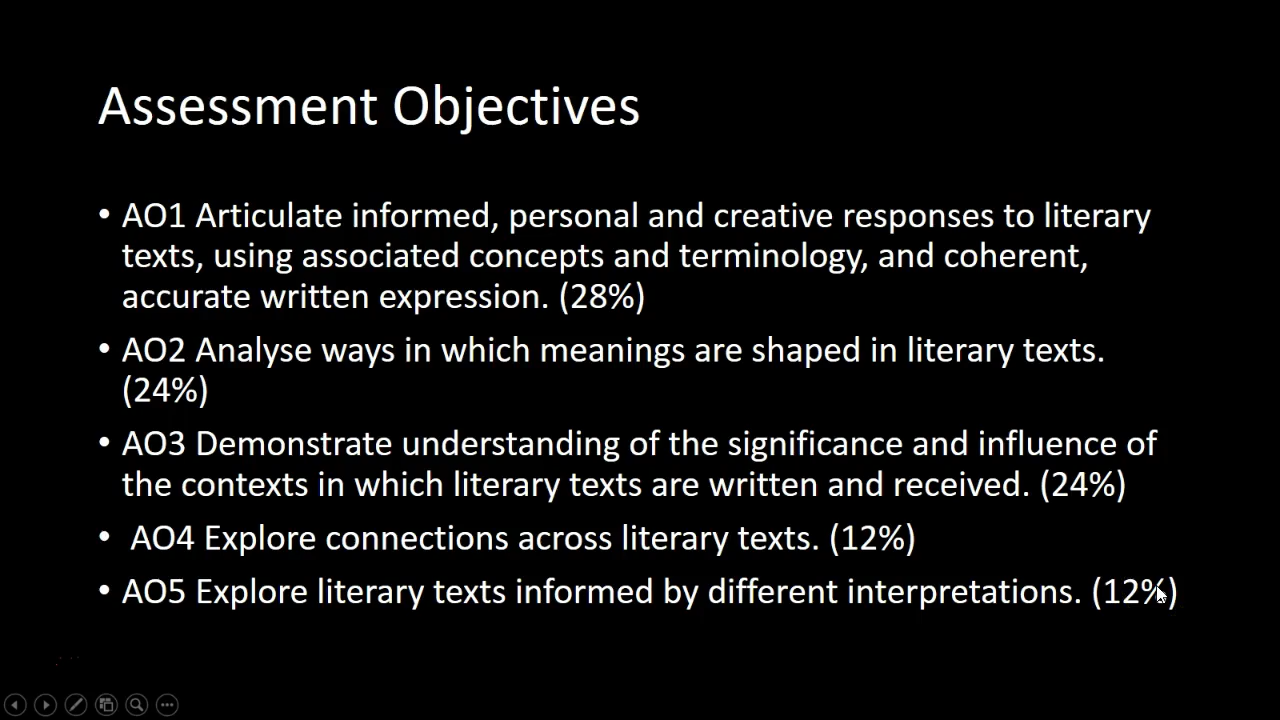 Assessment Objectives
• AO1 Articulate informed, personal and creative responses to literary
texts, using associated concepts and terminology, and coherent,
accurate written expression. (28%)
• AO2 Analyse ways in which meanings are shaped in literary texts.
(24%)
• AO3 Demonstrate understanding of the significance and influence of
the contexts in which literary texts are written and received. (24%)
• AO4 Explore connections across literary texts. (12%)
• AO5 Explore literary texts informed by different interpretations. (12%)